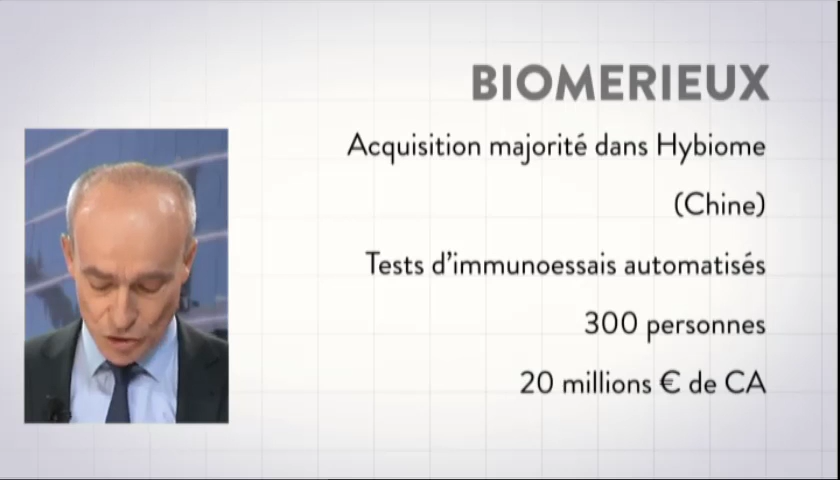 BIOMERIEUX
Acquisition majorité dans Hybiome
(Chine)
Tests d'immunoessais automatisés
300 personnes
20 millions € de CA